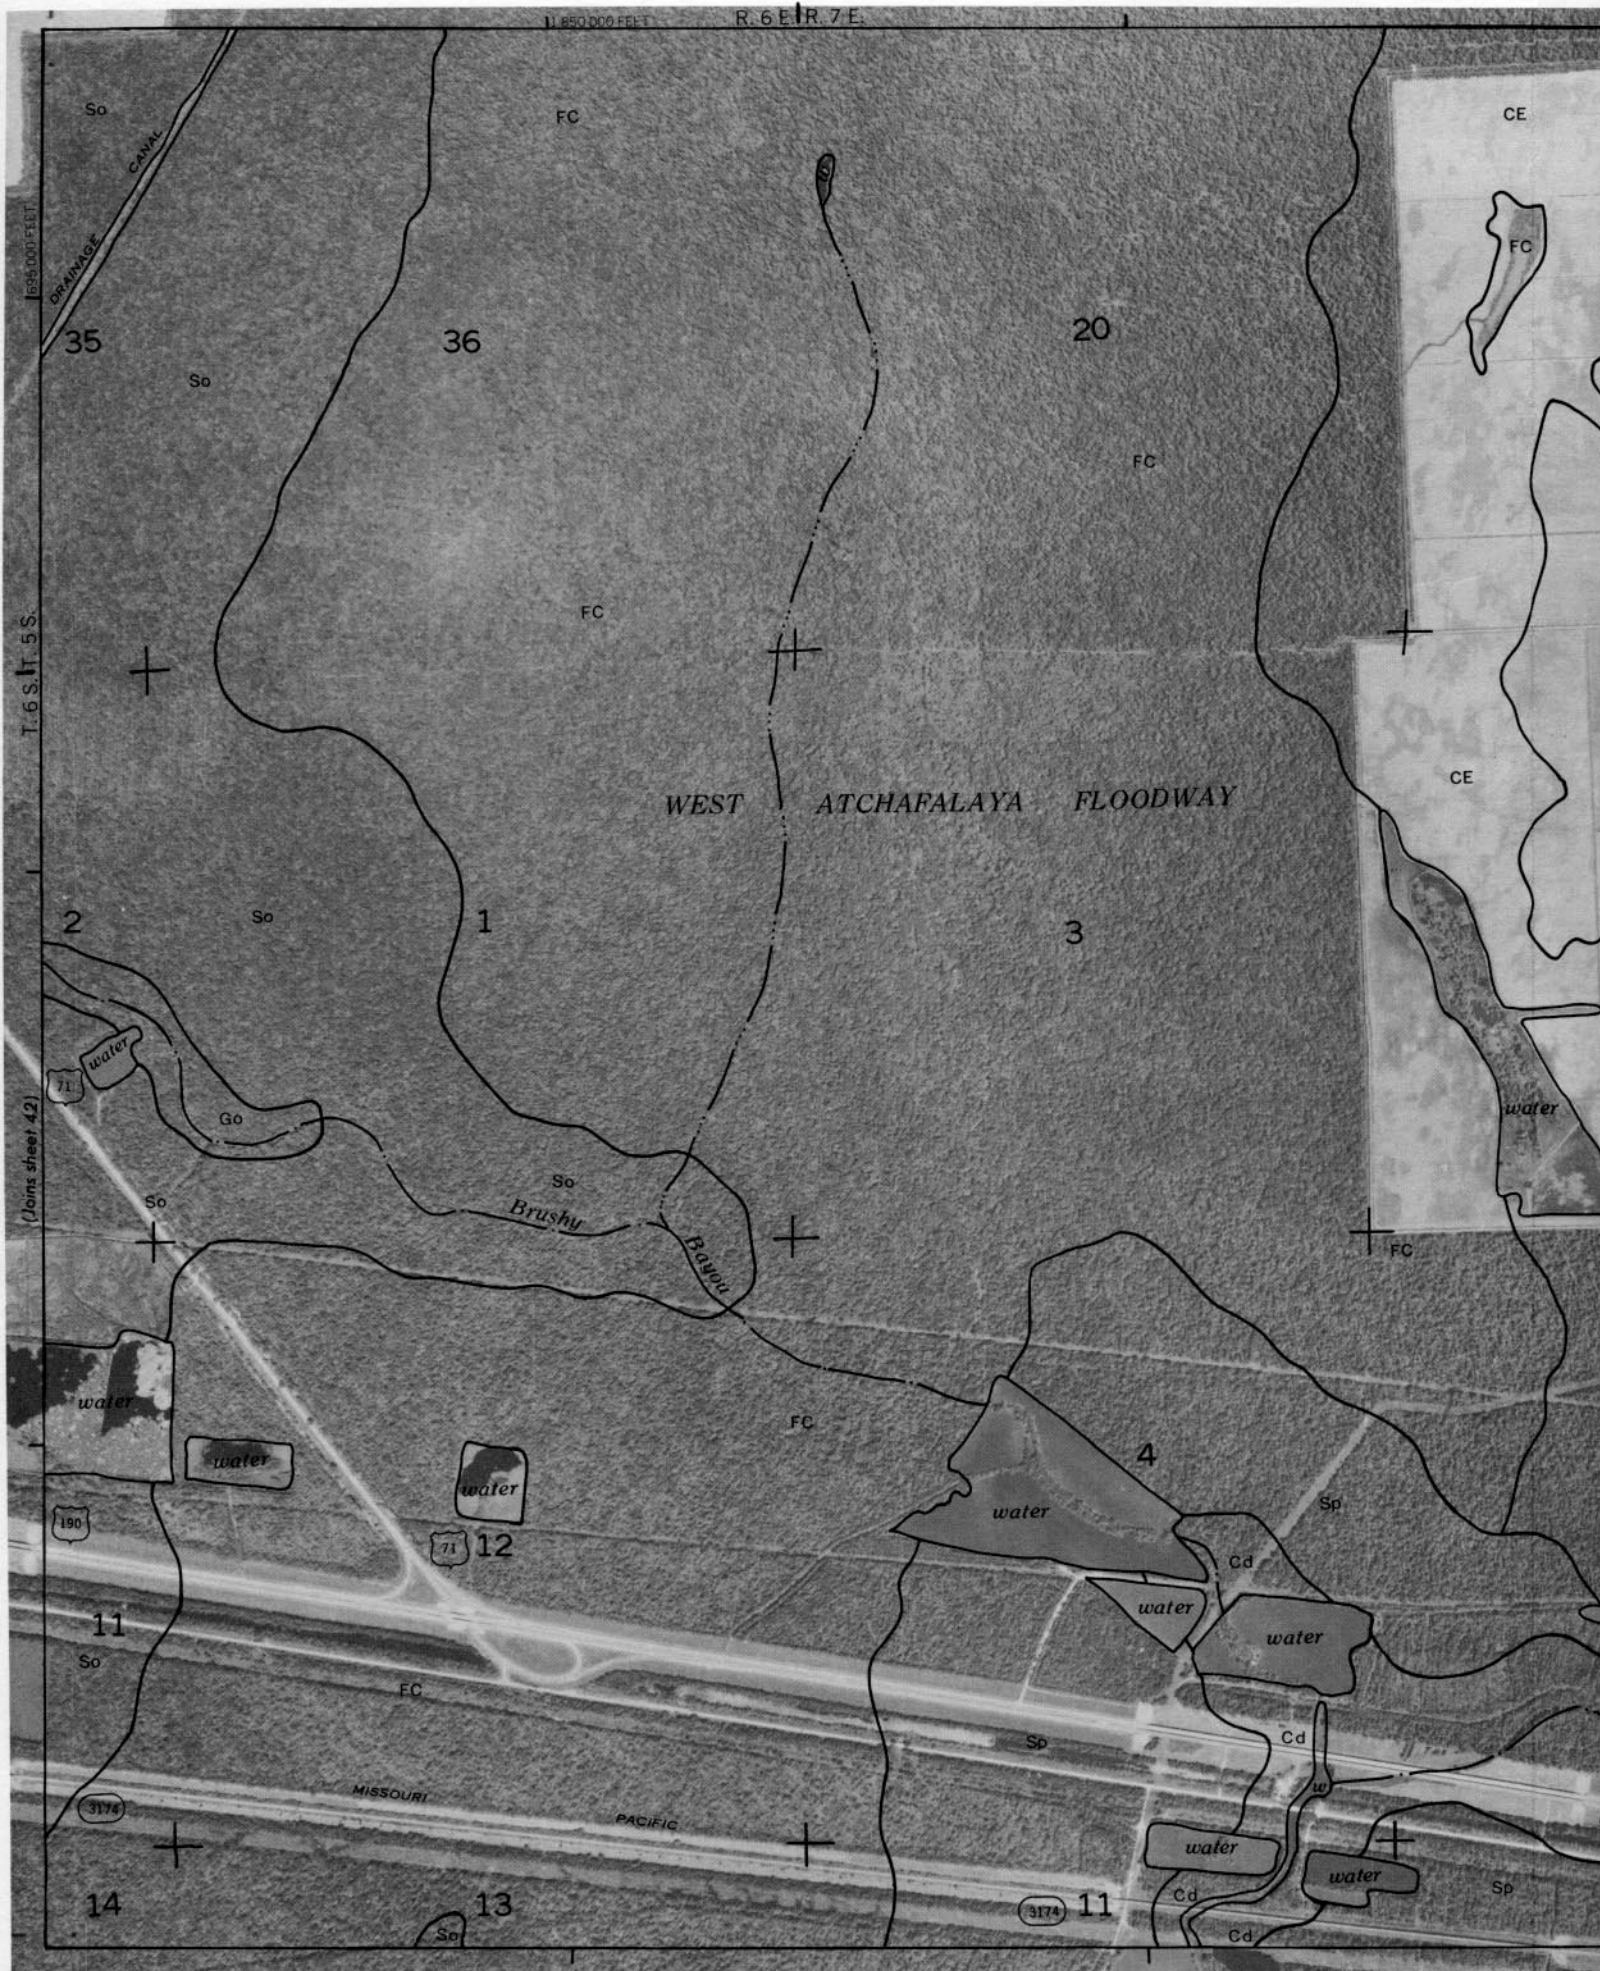 1 850 000 FEET
R. 6 E. R. 7 E.
So
FC
CE
CANAL
DRAINAGE
695 000 FEET
w
FC
35
36
20
So
FC
FC
T. 6 S. T. 5 S.
CE
WEST ATCHAFALAYA FLOODWAY
2
So
1
3
water
71
Go
water
(Joins sheet 42)
So
So
Brushy
Bayou
FC
water
FC
4
water
water
water
Sp
190
71
12
Cd
water
water
11
So
FC
Sp
Cd
w
MISSOURI
PACIFIC
3174
water
water
14
13
3174
11
Cd
Sp
So
Cd